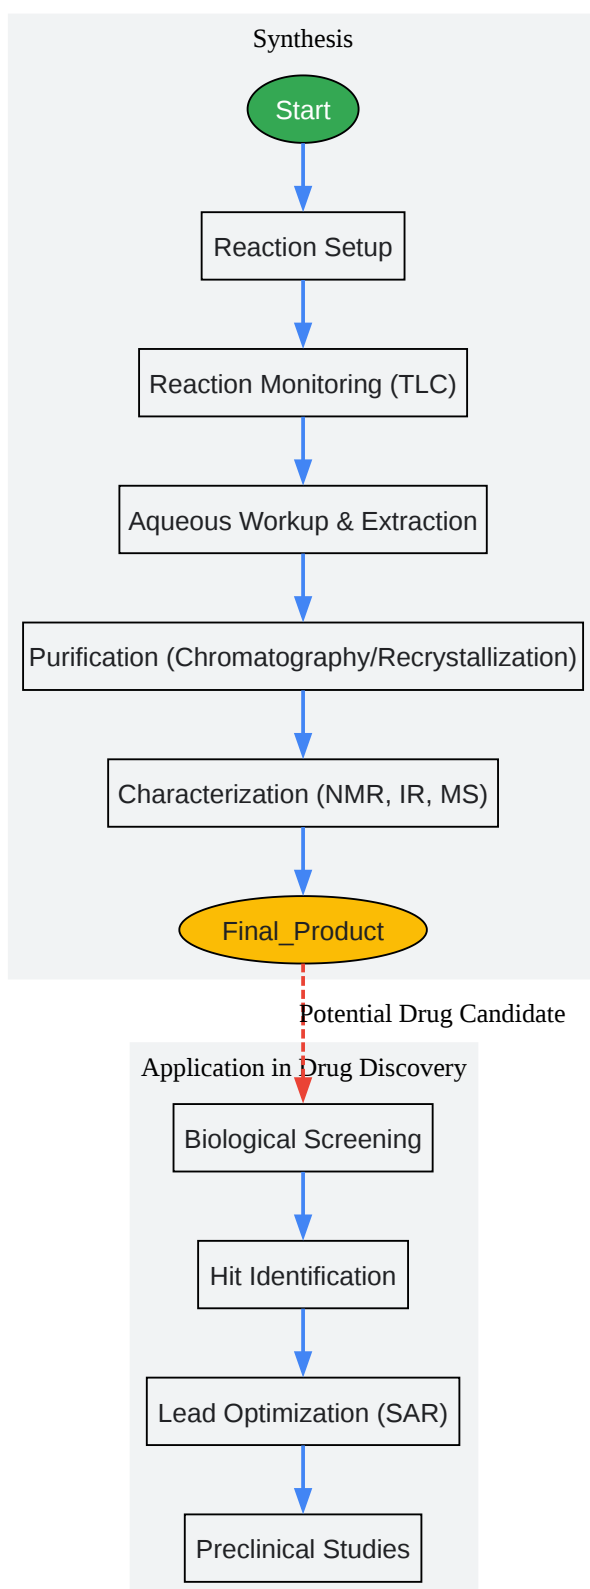 Synthesis
Start
Reaction Setup
Reaction Monitoring (TLC)
Aqueous Workup & Extraction
Purification (Chromatography/Recrystallization)
Characterization (NMR, IR, MS)
Final_Product
Potential Drug Candidate
Application in Drug Discovery
Biological Screening
Hit Identification
Lead Optimization (SAR)
Preclinical Studies